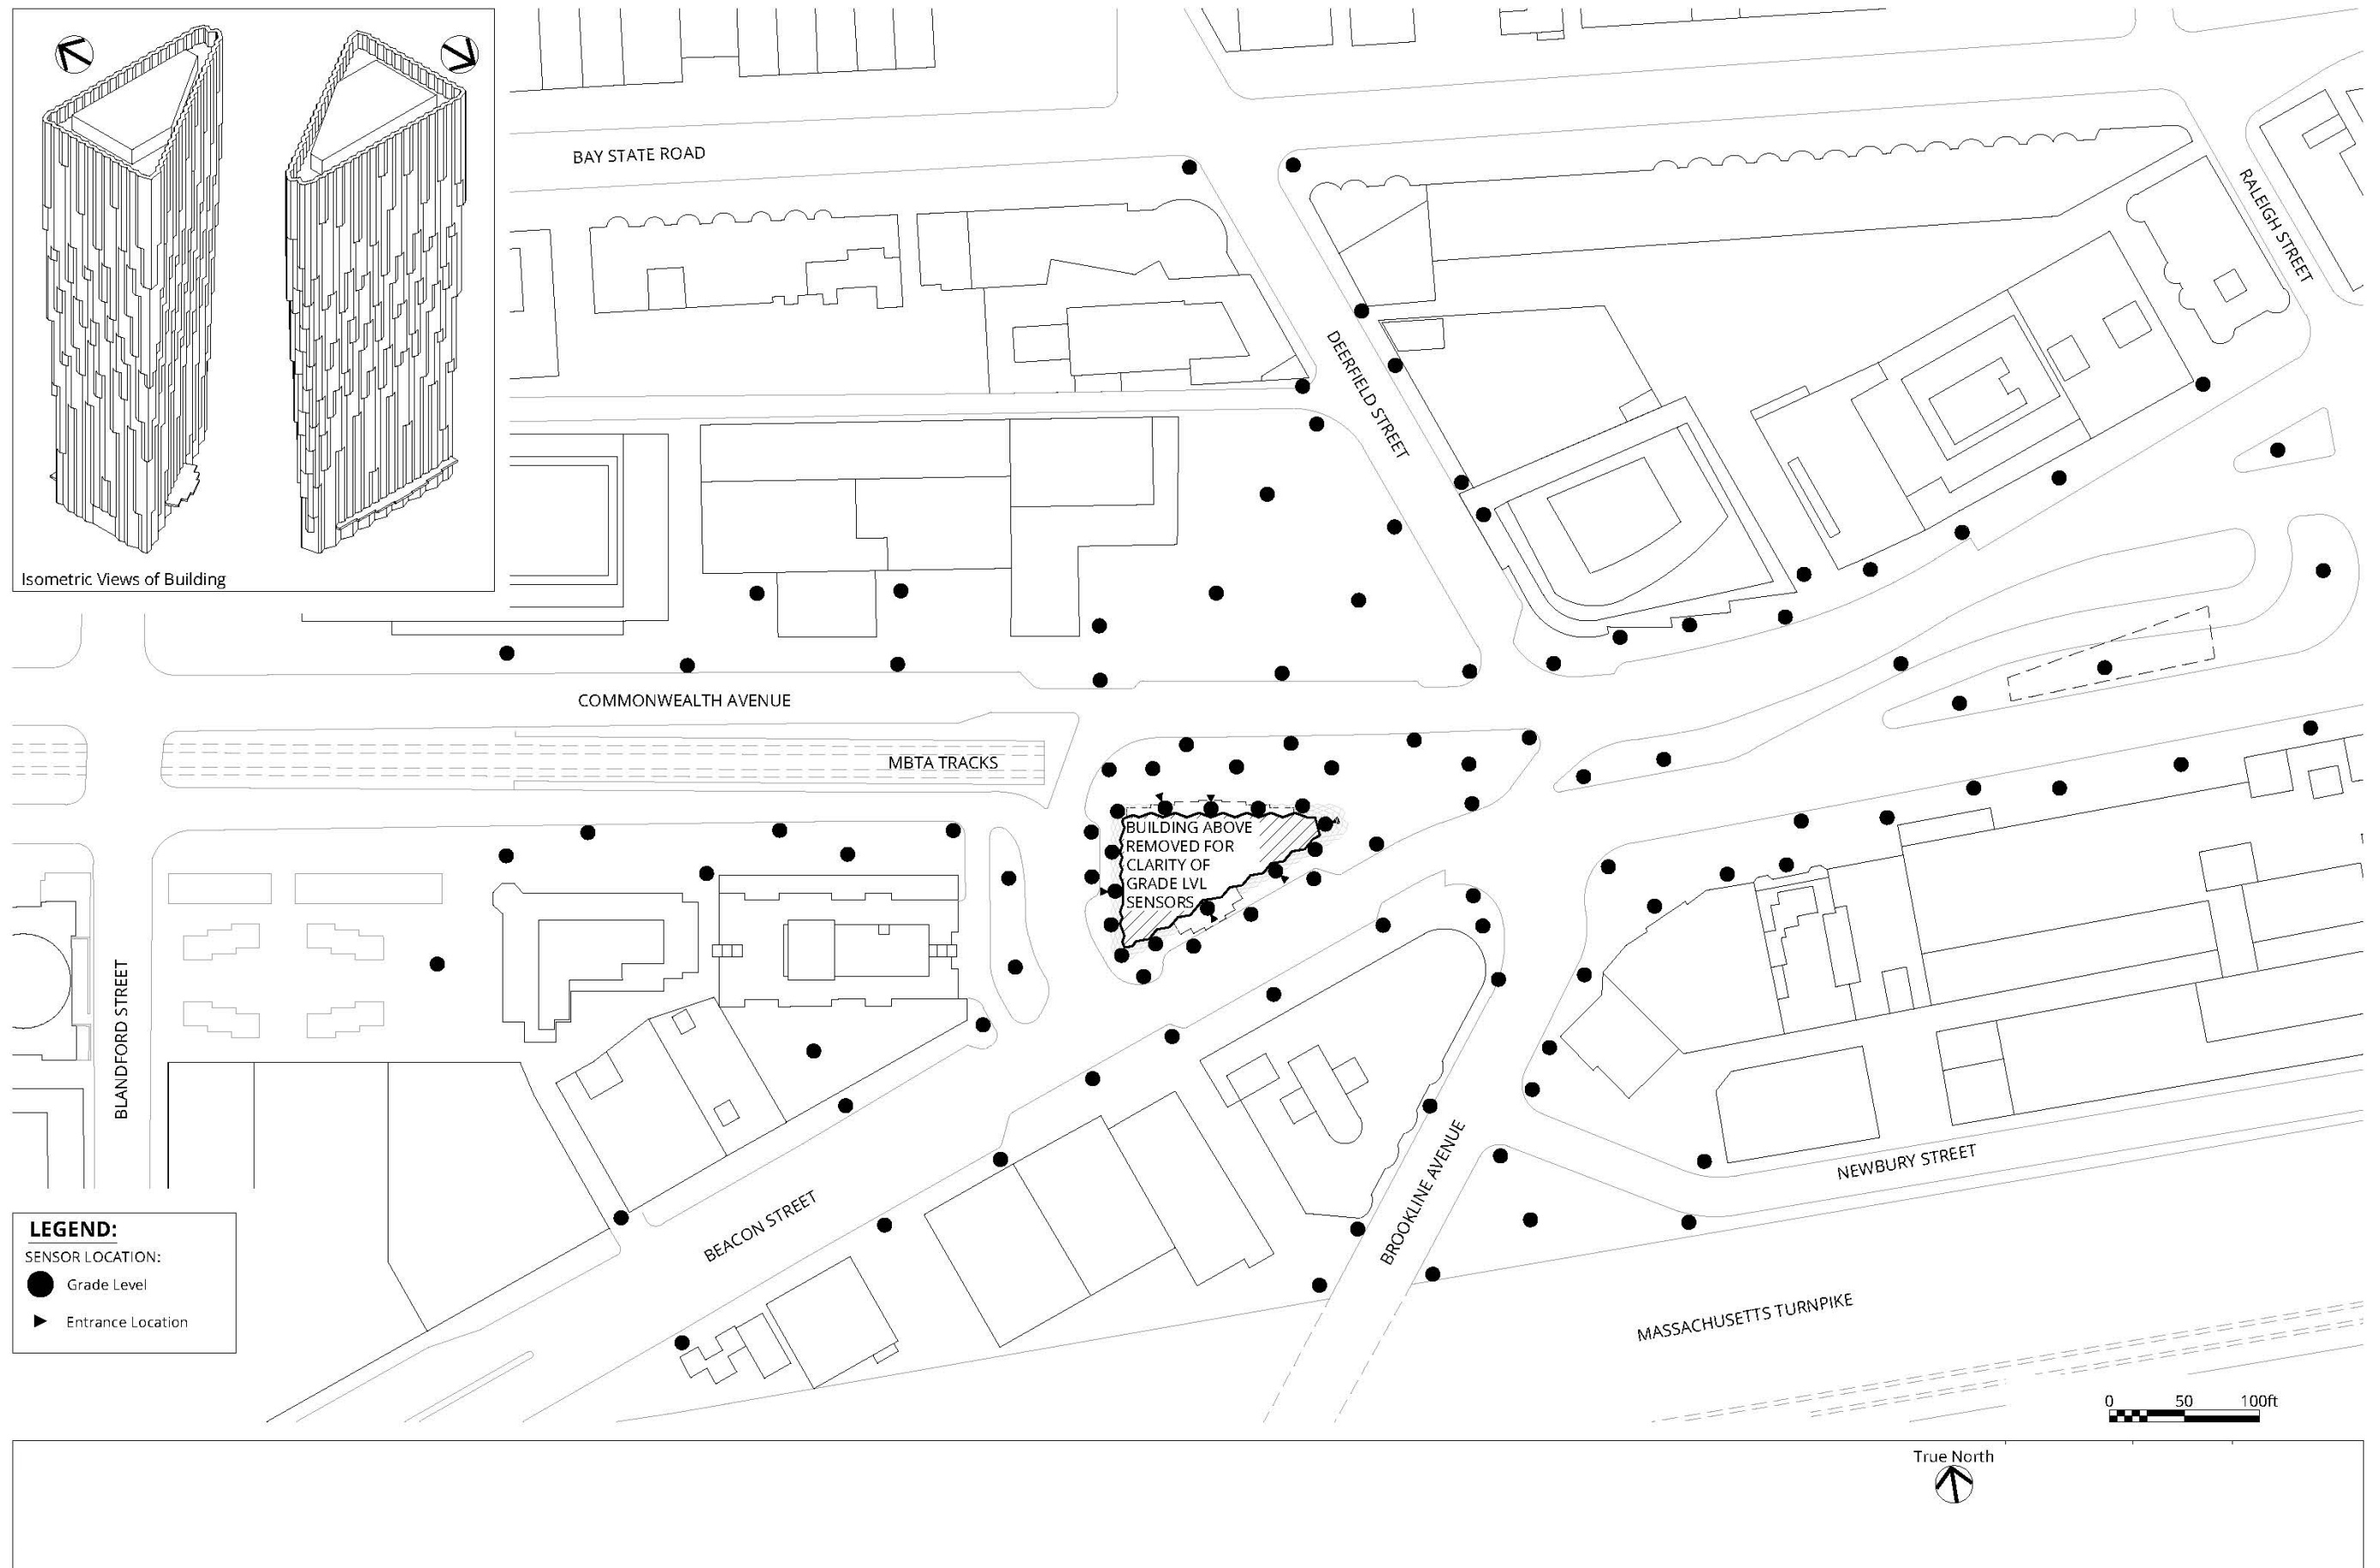 Isometric Views of Building
BAY STATE ROAD
RALEIGH STREET
DEERFIELD STREET
COMMONWEALTH AVENUE
MBTA TRACKS
BUILDING ABOVE
REMOVED FOR
CLARITY OF
GRADE LVL
SENSORS
BLANDFORD STREET
BEACON STREET
BROOKLINE AVENUE
NEWBURY STREET
MASSACHUSETTS TURNPIKE
LEGEND:
SENSOR LOCATION:
Grade Level
Entrance Location
0 50 100ft
True North